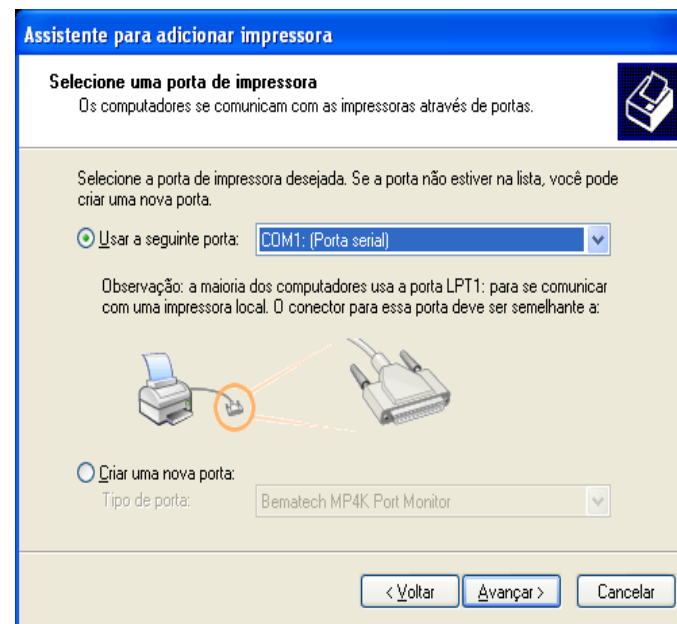 Assistente para adicionar impressora
Selecione uma porta de impressora
Os computadores se comunicam com as impressoras através de portas.
Selecione a porta de impressora desejada. Se a porta não estiver na lista, você pode
criar uma nova porta.
Usar a seguinte porta: COM1: (Porta serial)
Observação: a maioria dos computadores usa a porta LPT1: para se comunicar
com uma impressora local. O conector para essa porta deve ser semelhante a:
Criar uma nova porta:
Tipo de porta: Bematech MP4K Port Monitor
< Voltar Avançar > Cancelar